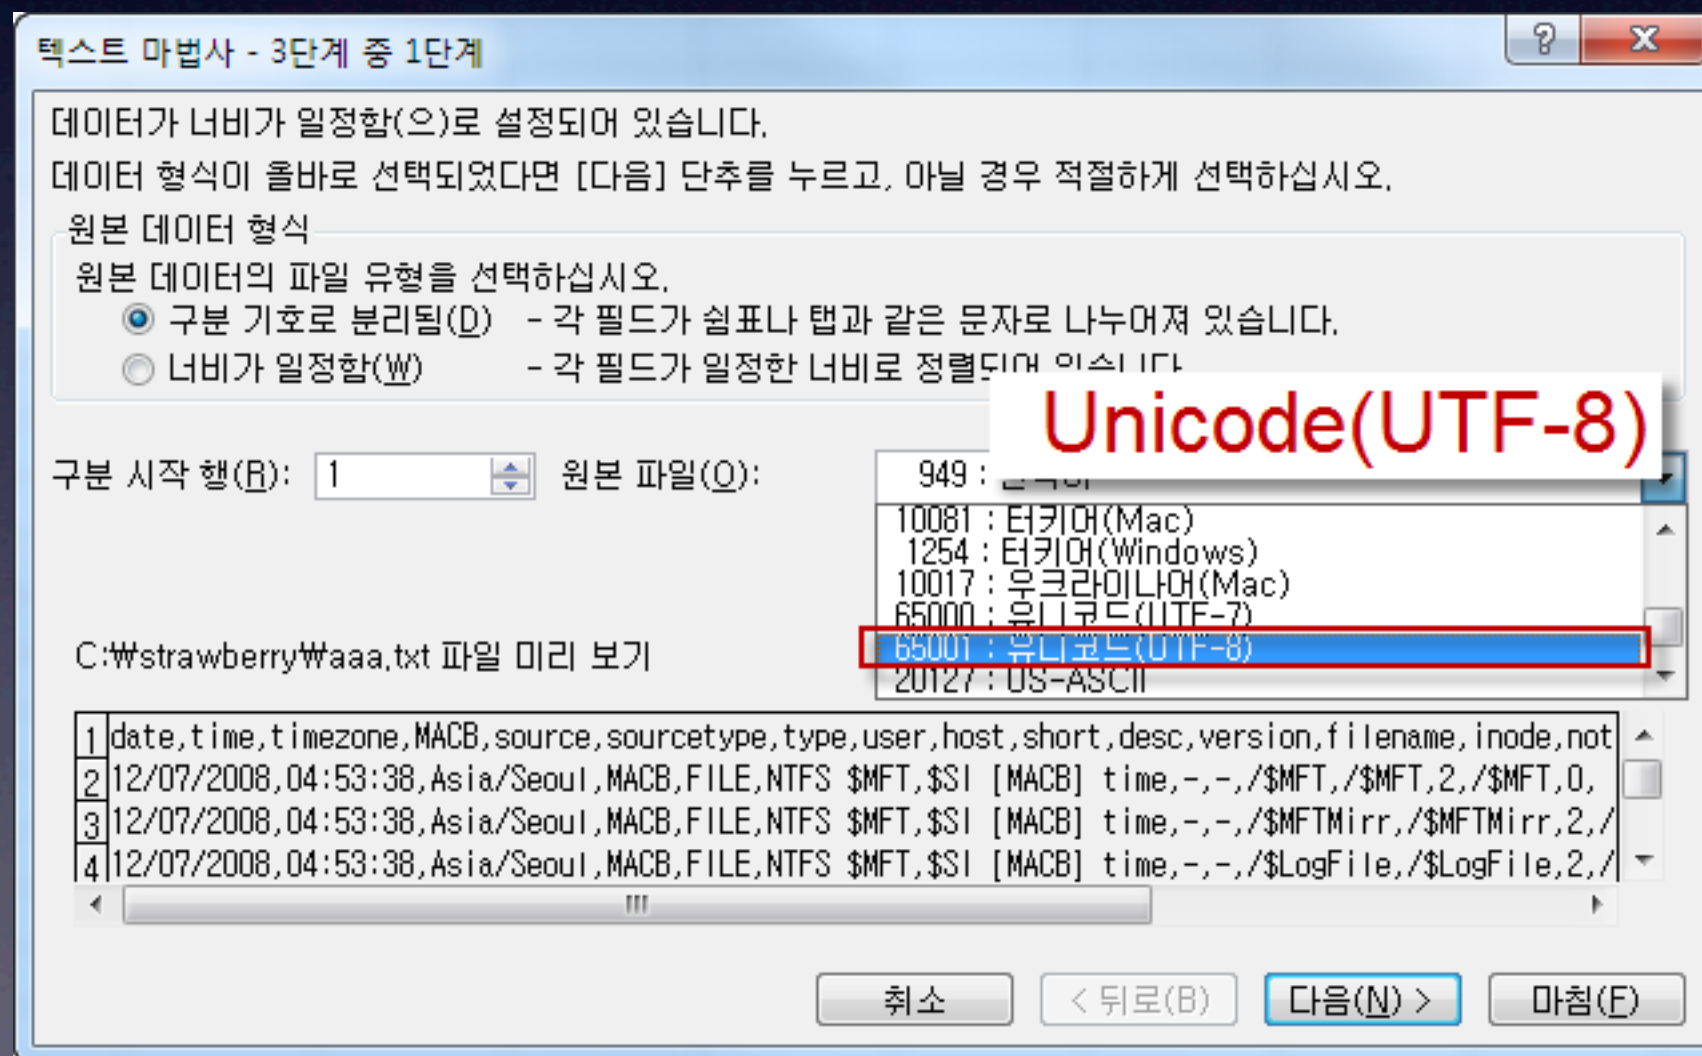 텍스트 마법사 - 3단계 중 1단계
데이터가 너비가 일정함(으)로 설정되어 있습니다.
데이터 형식이 올바로 선택되었다면 [다음] 단추를 누르고, 아닐 경우 적절하게 선택하십시오.
원본 데이터 형식
원본 데이터의 파일 유형을 선택하십시오.
구분 기호로 분리됨(D) - 각 필드가 쉼표나 탭과 같은 문자로 나누어져 있습니다.
너비가 일정함(W) - 각 필드가 일정한 너비로 정렬되어 있습니다.
Unicode(UTF-8)
구분 시작 행(R): 1 원본 파일(O): 949 :
10081 : 터키어(Mac)
1254 : 터키어(Windows)
10017 : 우크라이나어(Mac)
65000 : 유니코드(UTF-7)
65001 : 유니코드(UTF-8)
20127 : US-ASCII
C:₩strawberry₩aaa.txt 파일 미리 보기
1 date,time,timezone,MACB,source,sourcetype,type,user,host,short,desc,version,filename,inode,not
2 12/07/2008,04:53:38,Asia/Seoul,MACB,FILE,NTFS $MFT,$SI [MACB] time,-,-,/$MFT,/$MFT,2,/$MFT,0,
3 12/07/2008,04:53:38,Asia/Seoul,MACB,FILE,NTFS $MFT,$SI [MACB] time,-,-,/$MFTMirr,/$MFTMirr,2,/
4 12/07/2008,04:53:38,Asia/Seoul,MACB,FILE,NTFS $MFT,$SI [MACB] time,-,-,/$LogFile,/$LogFile,2,/
취소 < 뒤로(B) 다음(N) > 마침(F)